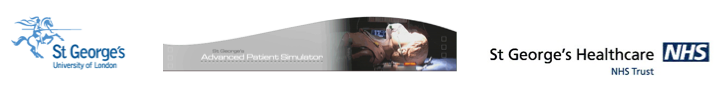 St George's
University of London
St George's
Advanced Patient Simulator
St George's Healthcare NHS
NHS Trust